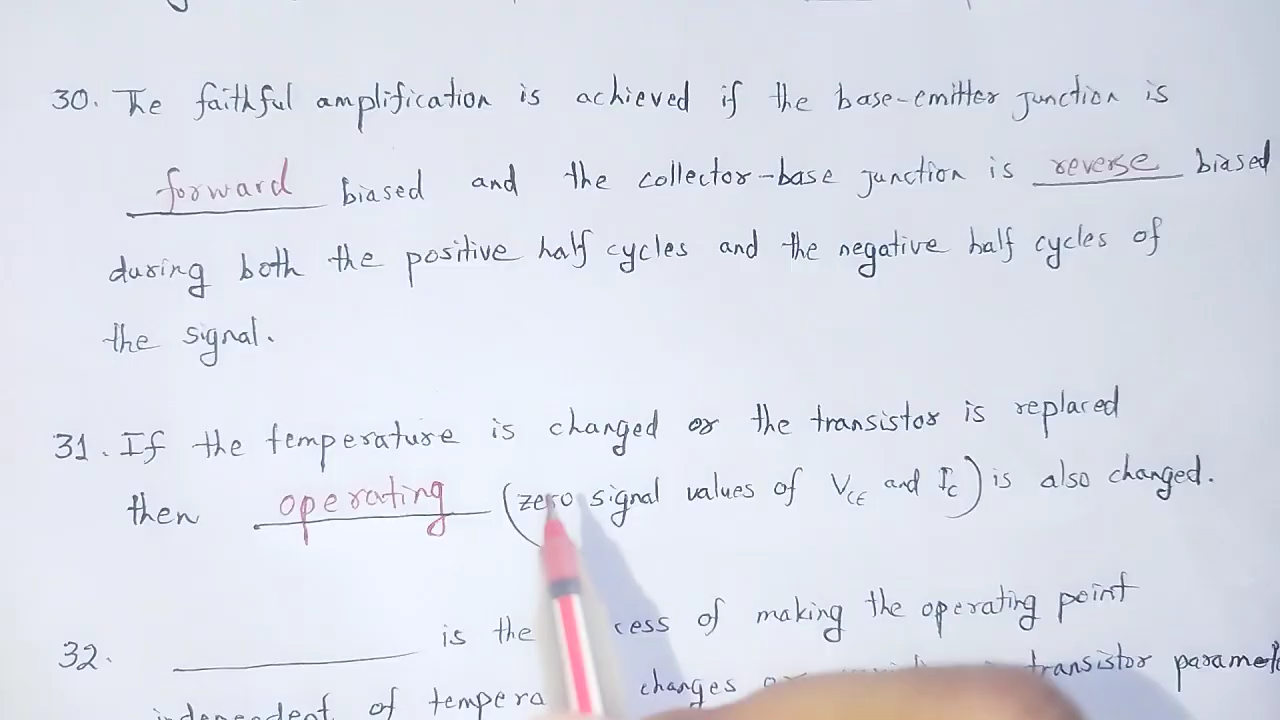 30. The faithful amplification is achieved if the base-emitter junction is
forward biased and the collector-base junction is reverse biased
during both the positive half cycles and the negative half cycles of
the signal.
31. If the temperature is changed or the transistor is replaced
then operating (zero signal values of VCE and IC) is also changed.
32. is the cess of making the operating point
independent of tempera changes transistor paramet